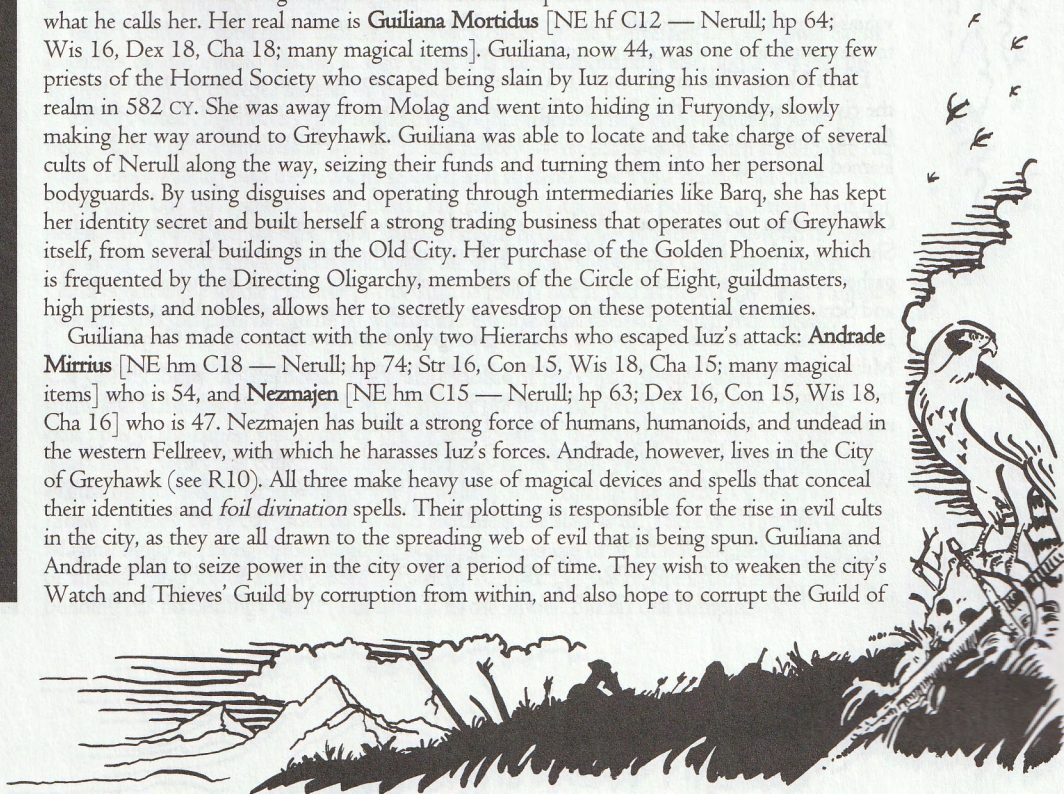 what he calls her. Her real name is Guiliana Mortidus [NE hf C12 — Nerull; hp 64;
Wis 16, Dex 18, Cha 18; many magical items]. Guiliana, now 44, was one of the very few
priests of the Horned Society who escaped being slain by Iuz during his invasion of that
realm in 582 CY. She was away from Molag and went into hiding in Furyondy, slowly
making her way around to Greyhawk. Guiliana was able to locate and take charge of several
cults of Nerull along the way, seizing their funds and turning them into her personal
bodyguards. By using disguises and operating through intermediaries like Barq, she has kept
her identity secret and built herself a strong trading business that operates out of Greyhawk
itself, from several buildings in the Old City. Her purchase of the Golden Phoenix, which
is frequented by the Directing Oligarchy, members of the Circle of Eight, guildmasters,
high priests, and nobles, allows her to secretly eavesdrop on these potential enemies.
Guiliana has made contact with the only two Hierarchs who escaped Iuz's attack: Andrade
Mirrius [NE hm C18 — Nerull; hp 74; Str 16, Con 15, Wis 18, Cha 15; many magical
items] who is 54, and Nezmajen [NE hm C15 — Nerull; hp 63; Dex 16, Con 15, Wis 18,
Cha 16] who is 47. Nezmajen has built a strong force of humans, humanoids, and undead in
the western Fellreev, with which he harasses Iuz's forces. Andrade, however, lives in the City
of Greyhawk (see R10). All three make heavy use of magical devices and spells that conceal
their identities and foil divination spells. Their plotting is responsible for the rise in evil cults
in the city, as they are all drawn to the spreading web of evil that is being spun. Guiliana and
Andrade plan to seize power in the city over a period of time. They wish to weaken the city's
Watch and Thieves' Guild by corruption from within, and also hope to corrupt the Guild of